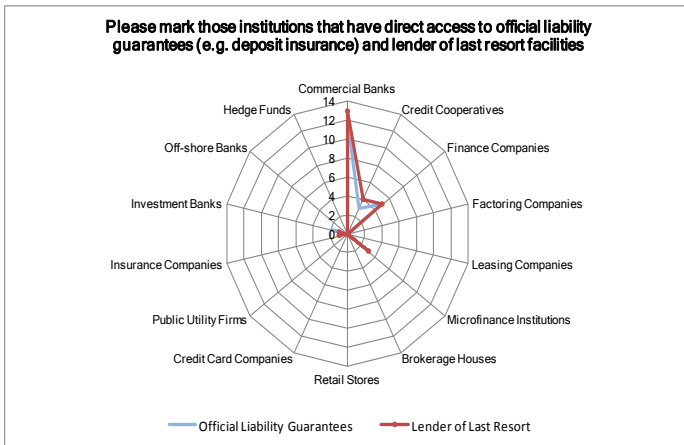 Please mark those institutions that have direct access to official liability
guarantees (e.g. deposit insurance) and lender of last resort facilities
Commercial Banks
14
Hedge Funds
Credit Cooperatives
12
10
Off-shore Banks
Finance Companies
8
6
Investment Banks
4
Factoring Companies
2
0
Insurance Companies
Leasing Companies
Public Utility Firms
Microfinance Institutions
Credit Card Companies
Brokerage Houses
Retail Stores
Official Liability Guarantees
Lender of Last Resort